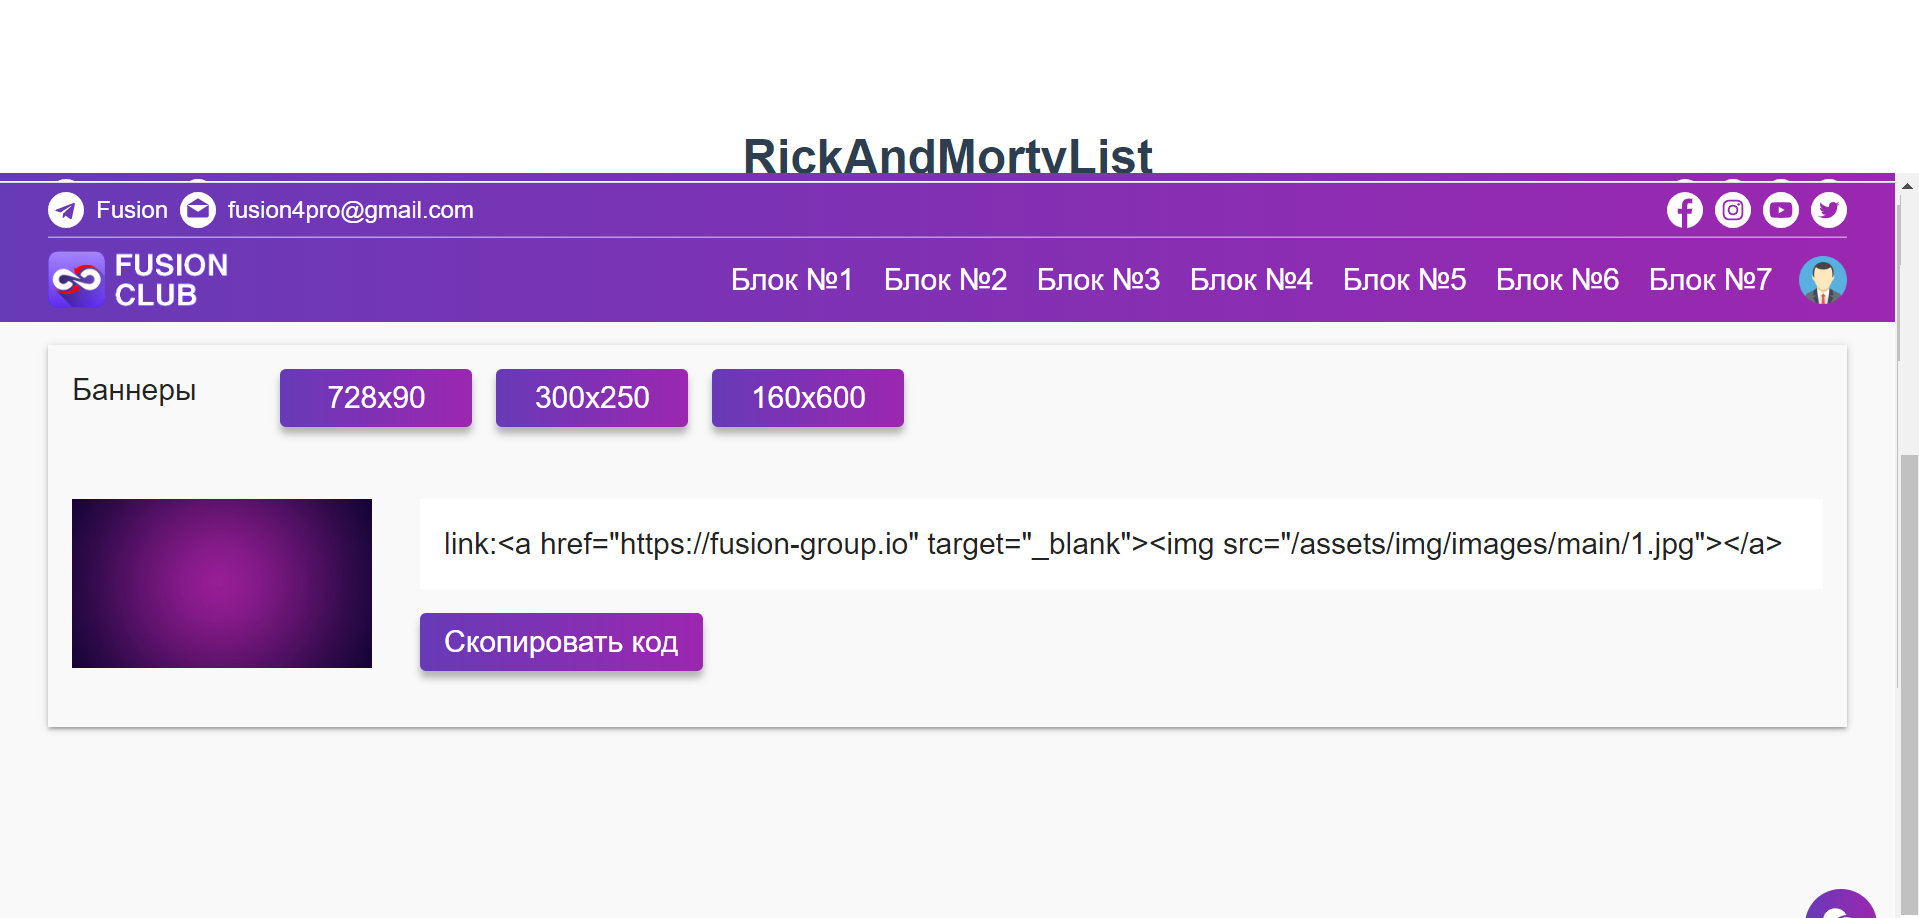 RickAndMortyList
Fusion fusion4pro@gmail.com
FUSION
CLUB
Блок №1 Блок №2 Блок №3 Блок №4 Блок №5 Блок №6 Блок №7
Баннеры 728x90 300x250 160x600
link:<a href="https://fusion-group.io" target="_blank"><img src="/assets/img/images/main/1.jpg"></a>
Скопировать код